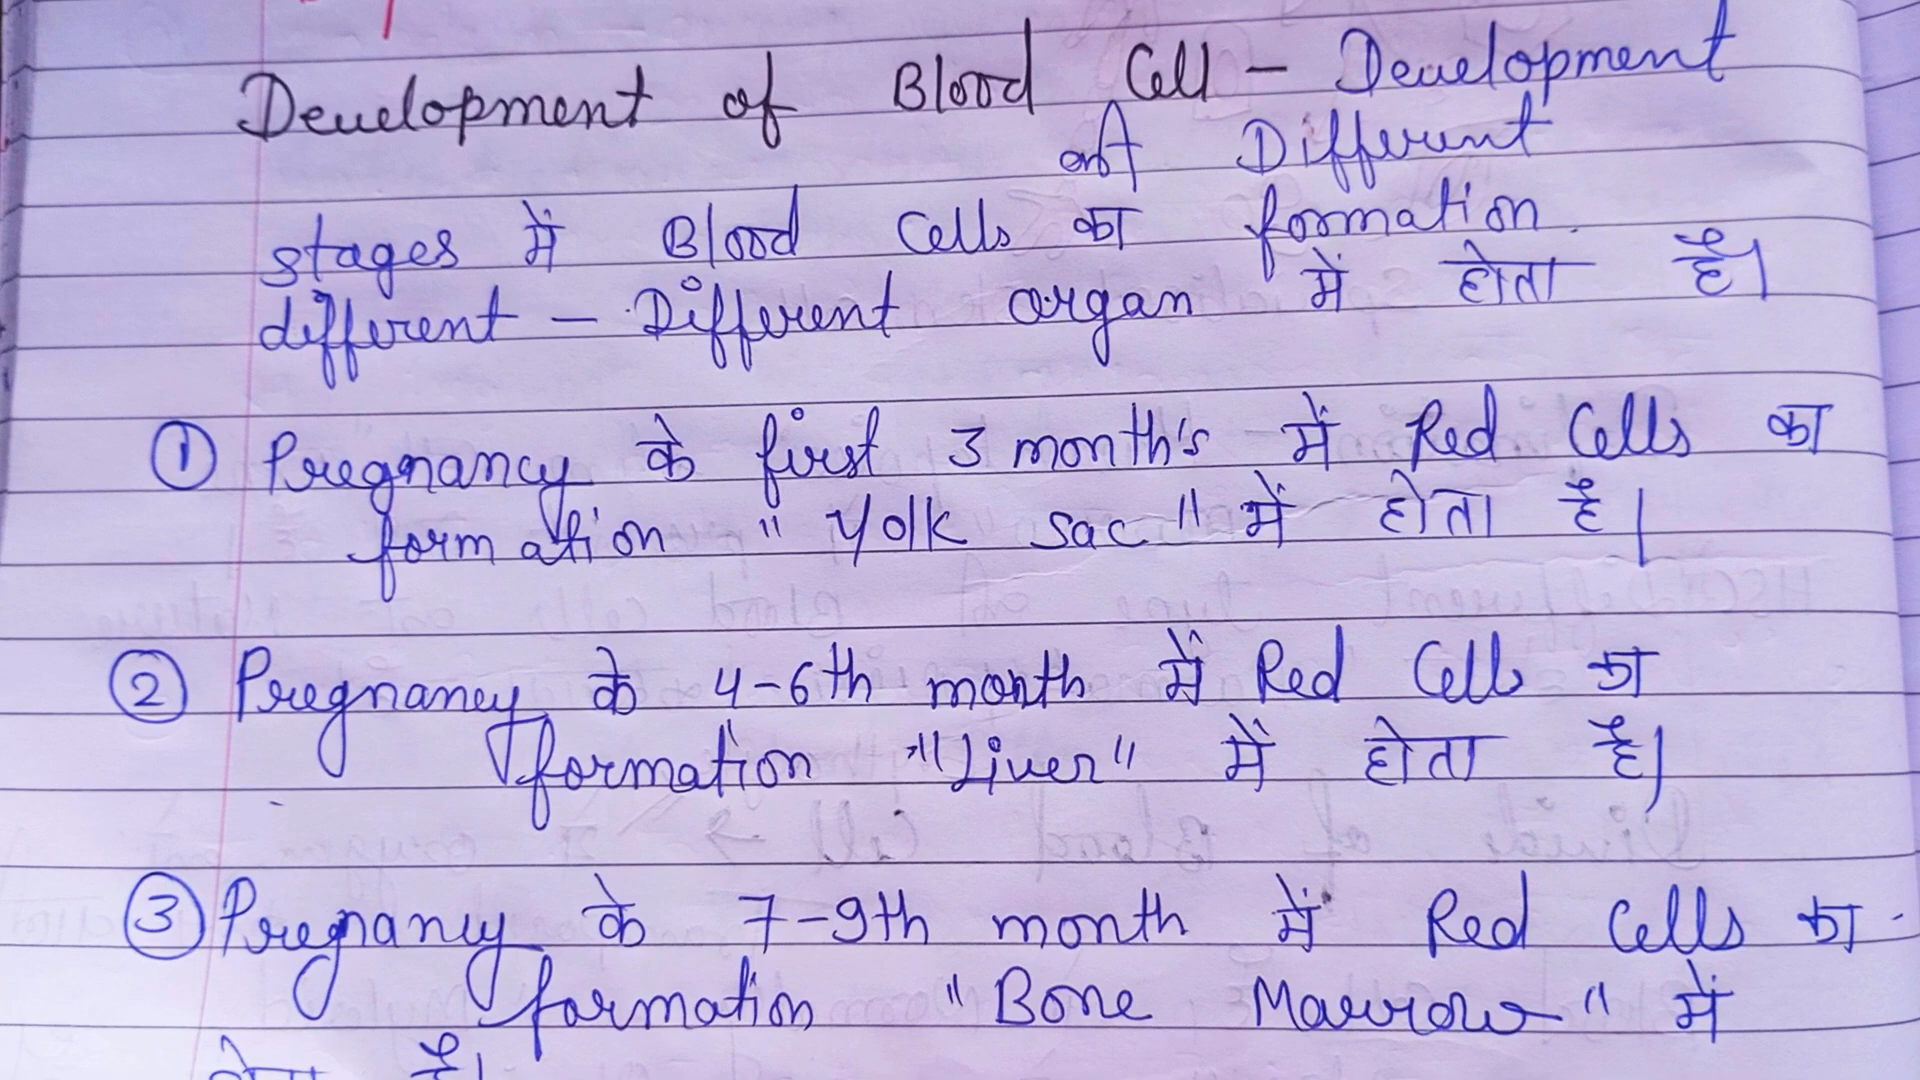 Development of Blood Cell - Development
की Different
stages में Blood Cells का formation
different - Different organ में होता है।
① Pregnancy के first 3 month's में Red Cells का
formation " Yolk sac " में होता है।
② Pregnancy के 4-6th month में Red Cells का
formation "Liver" में होता है।
③ Pregnancy के 7-9th month में Red Cells का
formation "Bone Marrow" में
होता है।